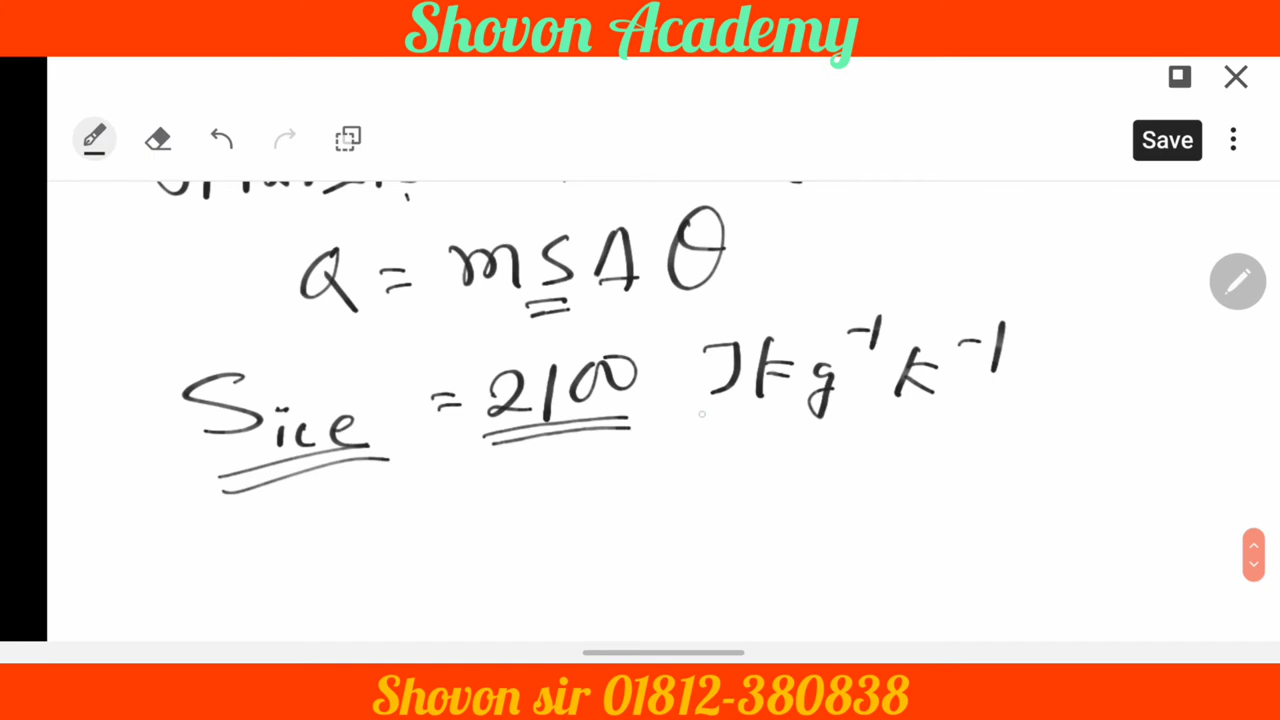 Shovon Academy
Save
Q = msΔθ
Sice = 2100 Jkg⁻¹k⁻¹
Shovon sir 01812-380838